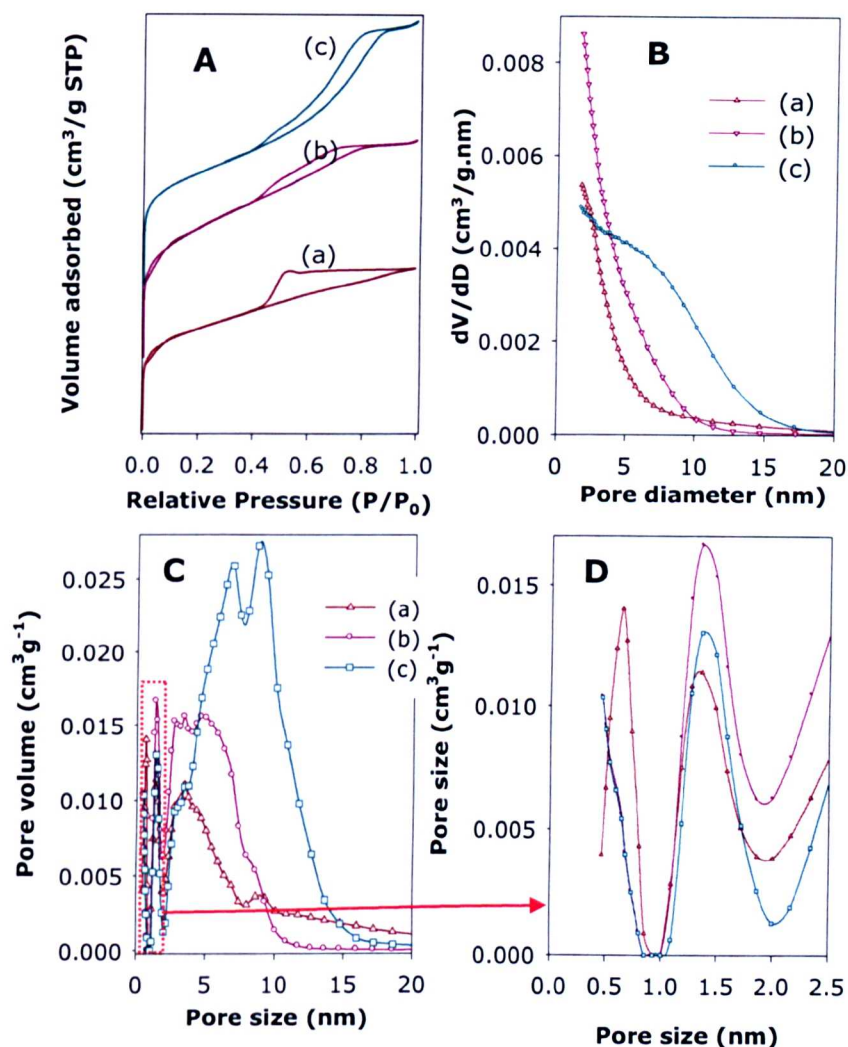 A
(c)
(b)
(a)
Volume adsorbed (cm³/g STP)
0.0 0.2 0.4 0.6 0.8 1.0
Relative Pressure (P/P₀)
B
(a)
(b)
(c)
dV/dD (cm³/g.nm)
0.008
0.006
0.004
0.002
0.000
0 5 10 15 20
Pore diameter (nm)
C
(a)
(b)
(c)
Pore volume (cm³g⁻¹)
0.025
0.020
0.015
0.010
0.005
0.000
0 5 10 15 20
Pore size (nm)
D
Pore size (cm³g⁻¹)
0.015
0.010
0.005
0.000
0.0 0.5 1.0 1.5 2.0 2.5
Pore size (nm)